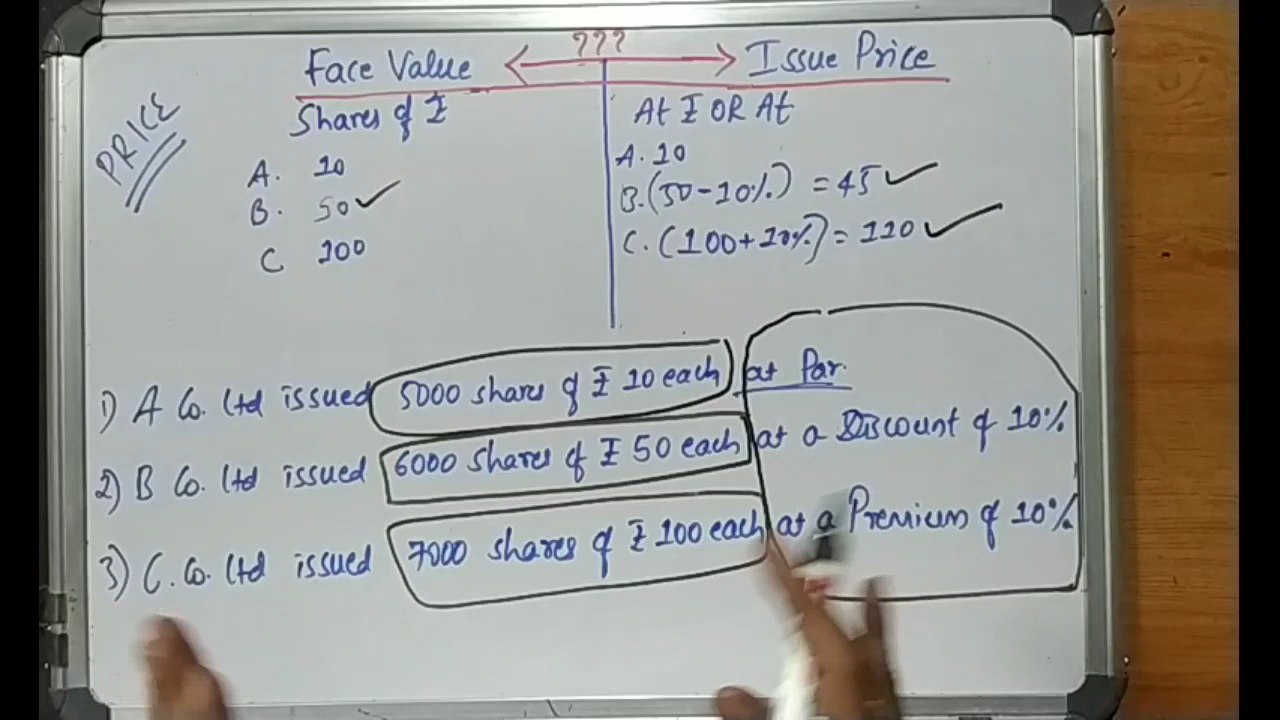 ???
Face Value Issue Price
PRICE
Shares of ₹ At ₹ OR At
A. 10 A. 10
B. 50 B. (50-10%) = 45
C 100 C. (100+10%) = 110
1) A Co. Ltd issued 5000 shares of ₹ 10 each at Par.
2) B Co. Ltd issued 6000 shares of ₹ 50 each at a Discount of 10%
3) C. Co. Ltd issued 7000 shares of ₹ 100 each at a Premium of 10%